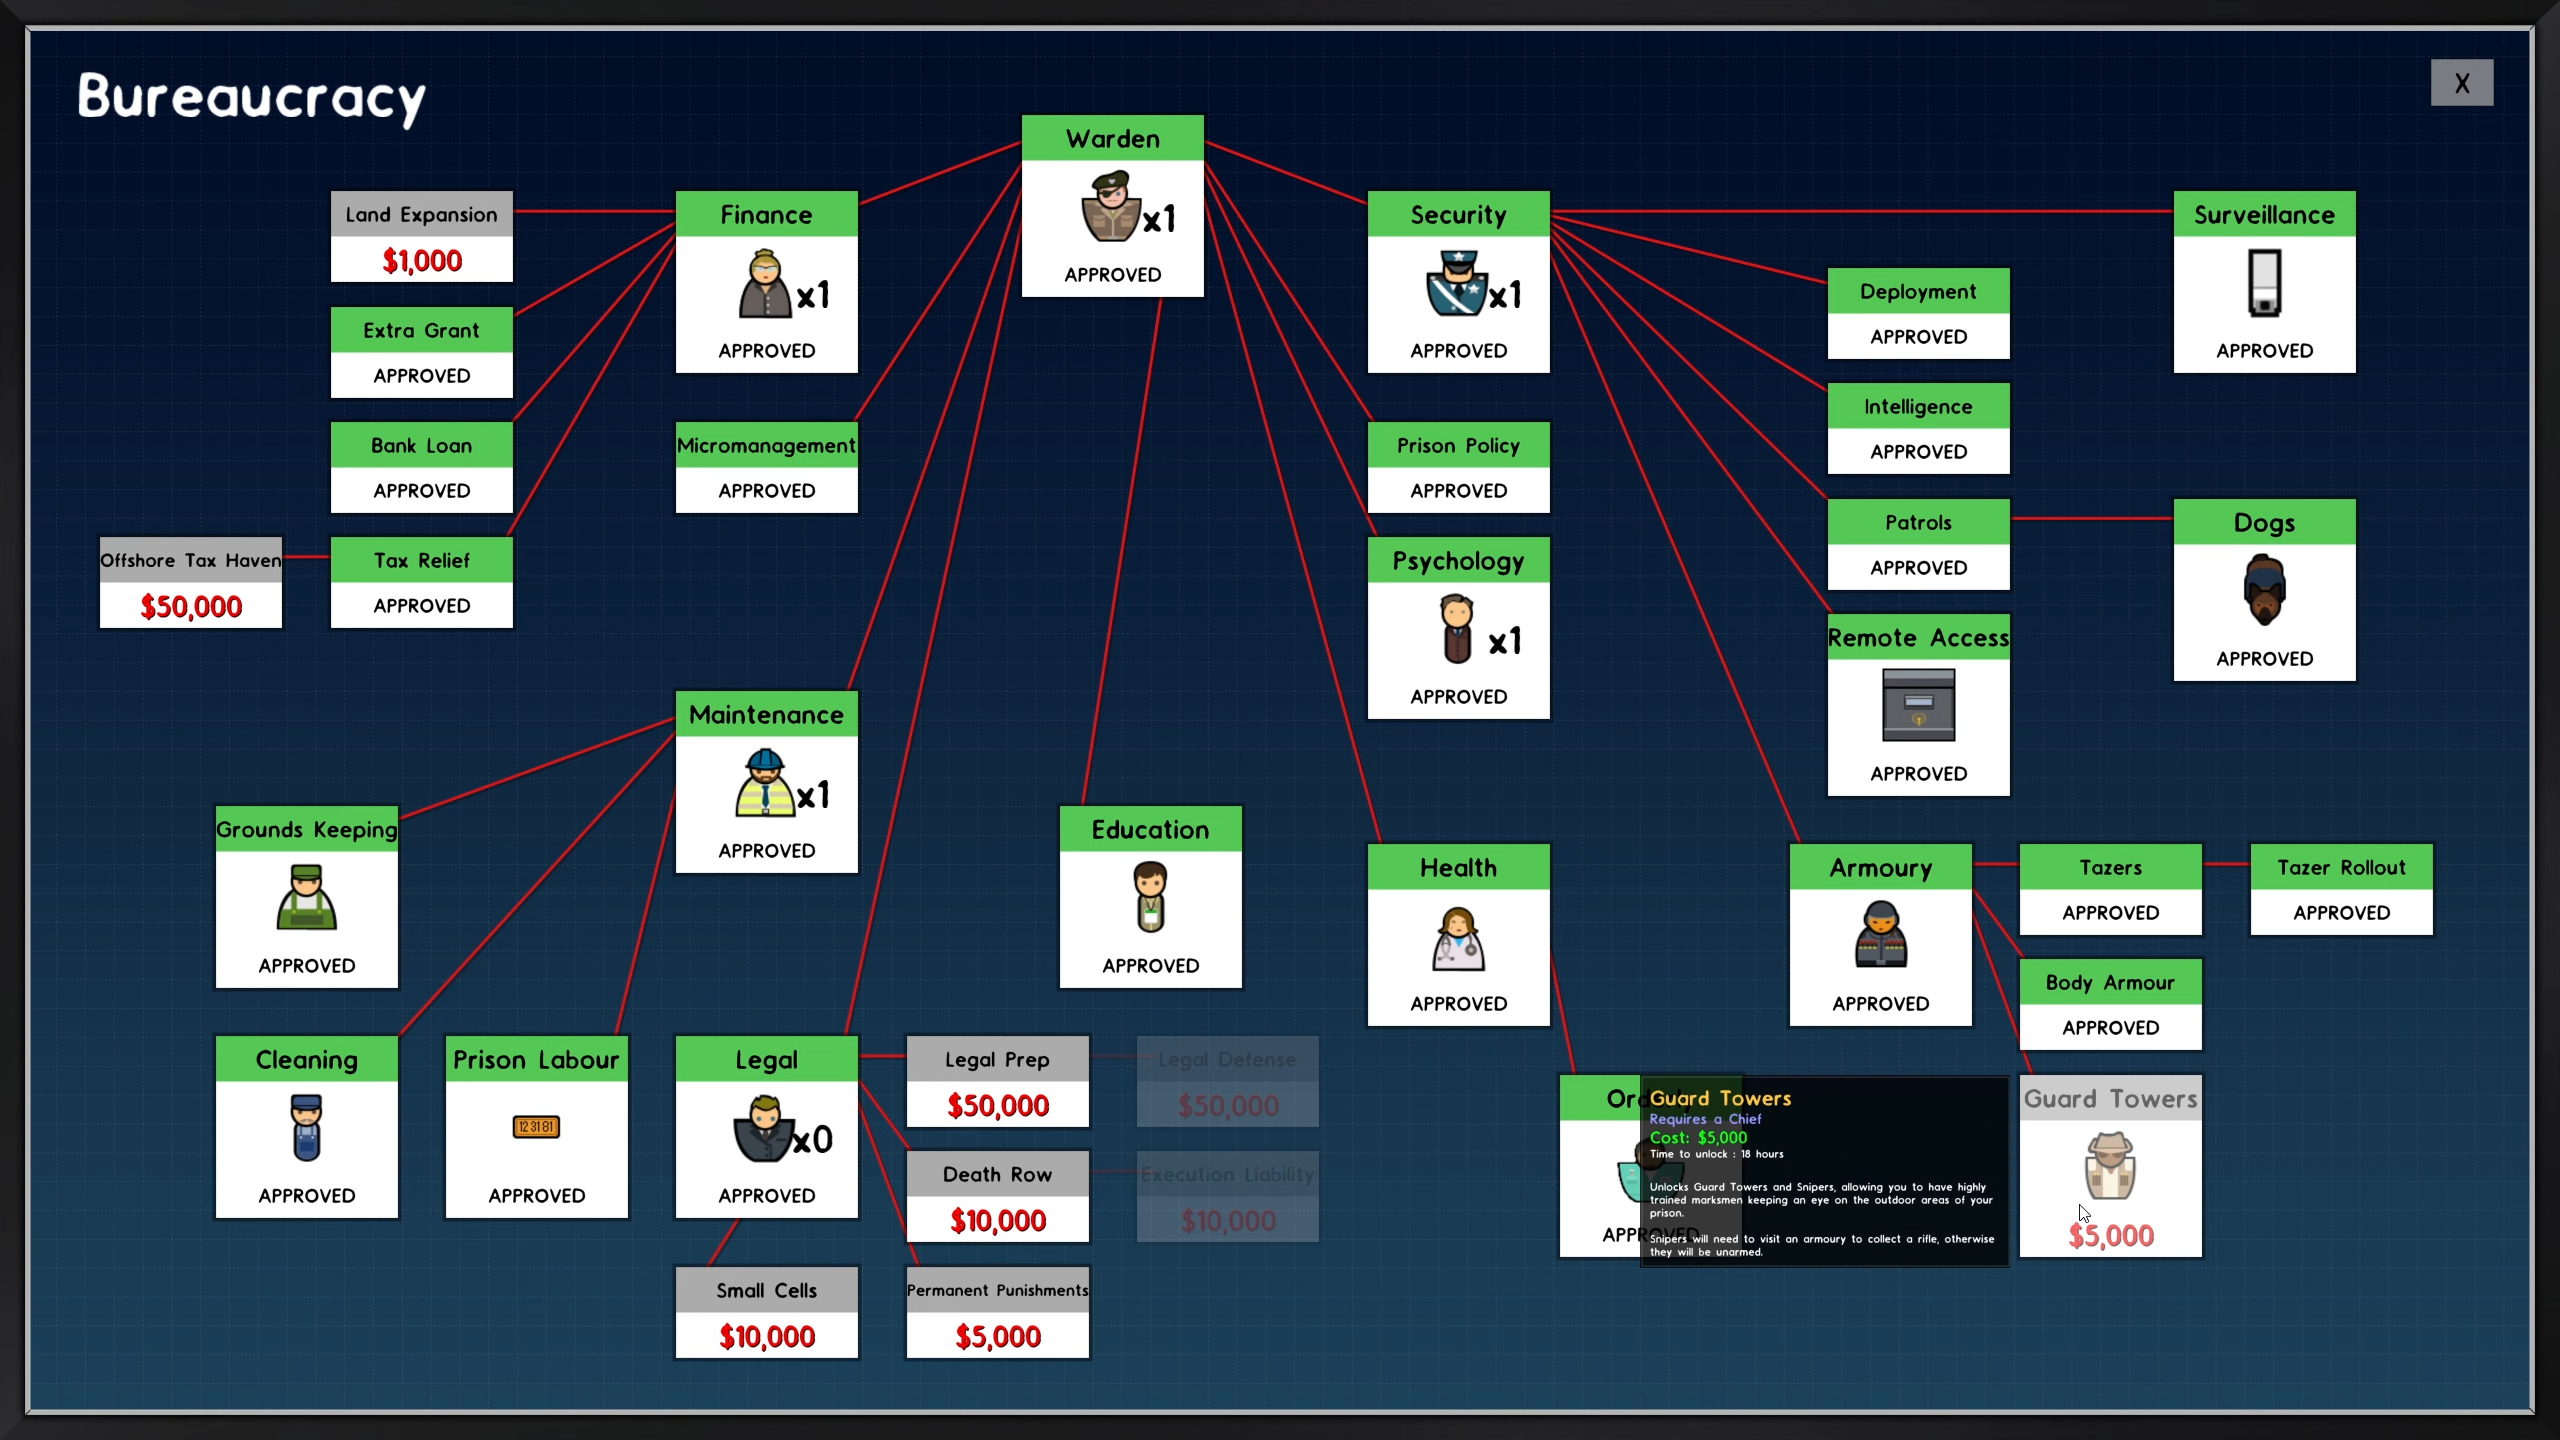 Bureaucracy
X
Warden
x1
APPROVED
Land Expansion
$1,000
Finance
x1
APPROVED
Security
x1
APPROVED
Surveillance
APPROVED
Deployment
APPROVED
Extra Grant
APPROVED
Intelligence
APPROVED
Bank Loan
APPROVED
Micromanagement
APPROVED
Prison Policy
APPROVED
Patrols
APPROVED
Dogs
APPROVED
Offshore Tax Haven
$50,000
Tax Relief
APPROVED
Psychology
x1
APPROVED
Remote Access
APPROVED
Maintenance
x1
APPROVED
Grounds Keeping
APPROVED
Education
APPROVED
Health
APPROVED
Armoury
APPROVED
Tazers
APPROVED
Tazer Rollout
APPROVED
Body Armour
APPROVED
Cleaning
APPROVED
Prison Labour
12 31 81
APPROVED
Legal
x0
APPROVED
Legal Prep
$50,000
Legal Defense
$50,000
Death Row
$10,000
Execution Liability
$10,000
Small Cells
$10,000
Permanent Punishments
$5,000
Guard Towers
Requires a Chief
Cost: $5,000
Time to unlock : 18 hours
Unlocks Guard Towers and Snipers, allowing you to have highly
trained marksmen keeping an eye on the outdoor areas of your
prison.
Snipers will need to visit an armoury to collect a rifle, otherwise
they will be unarmed.
APPROVED
Guard Towers
$5,000